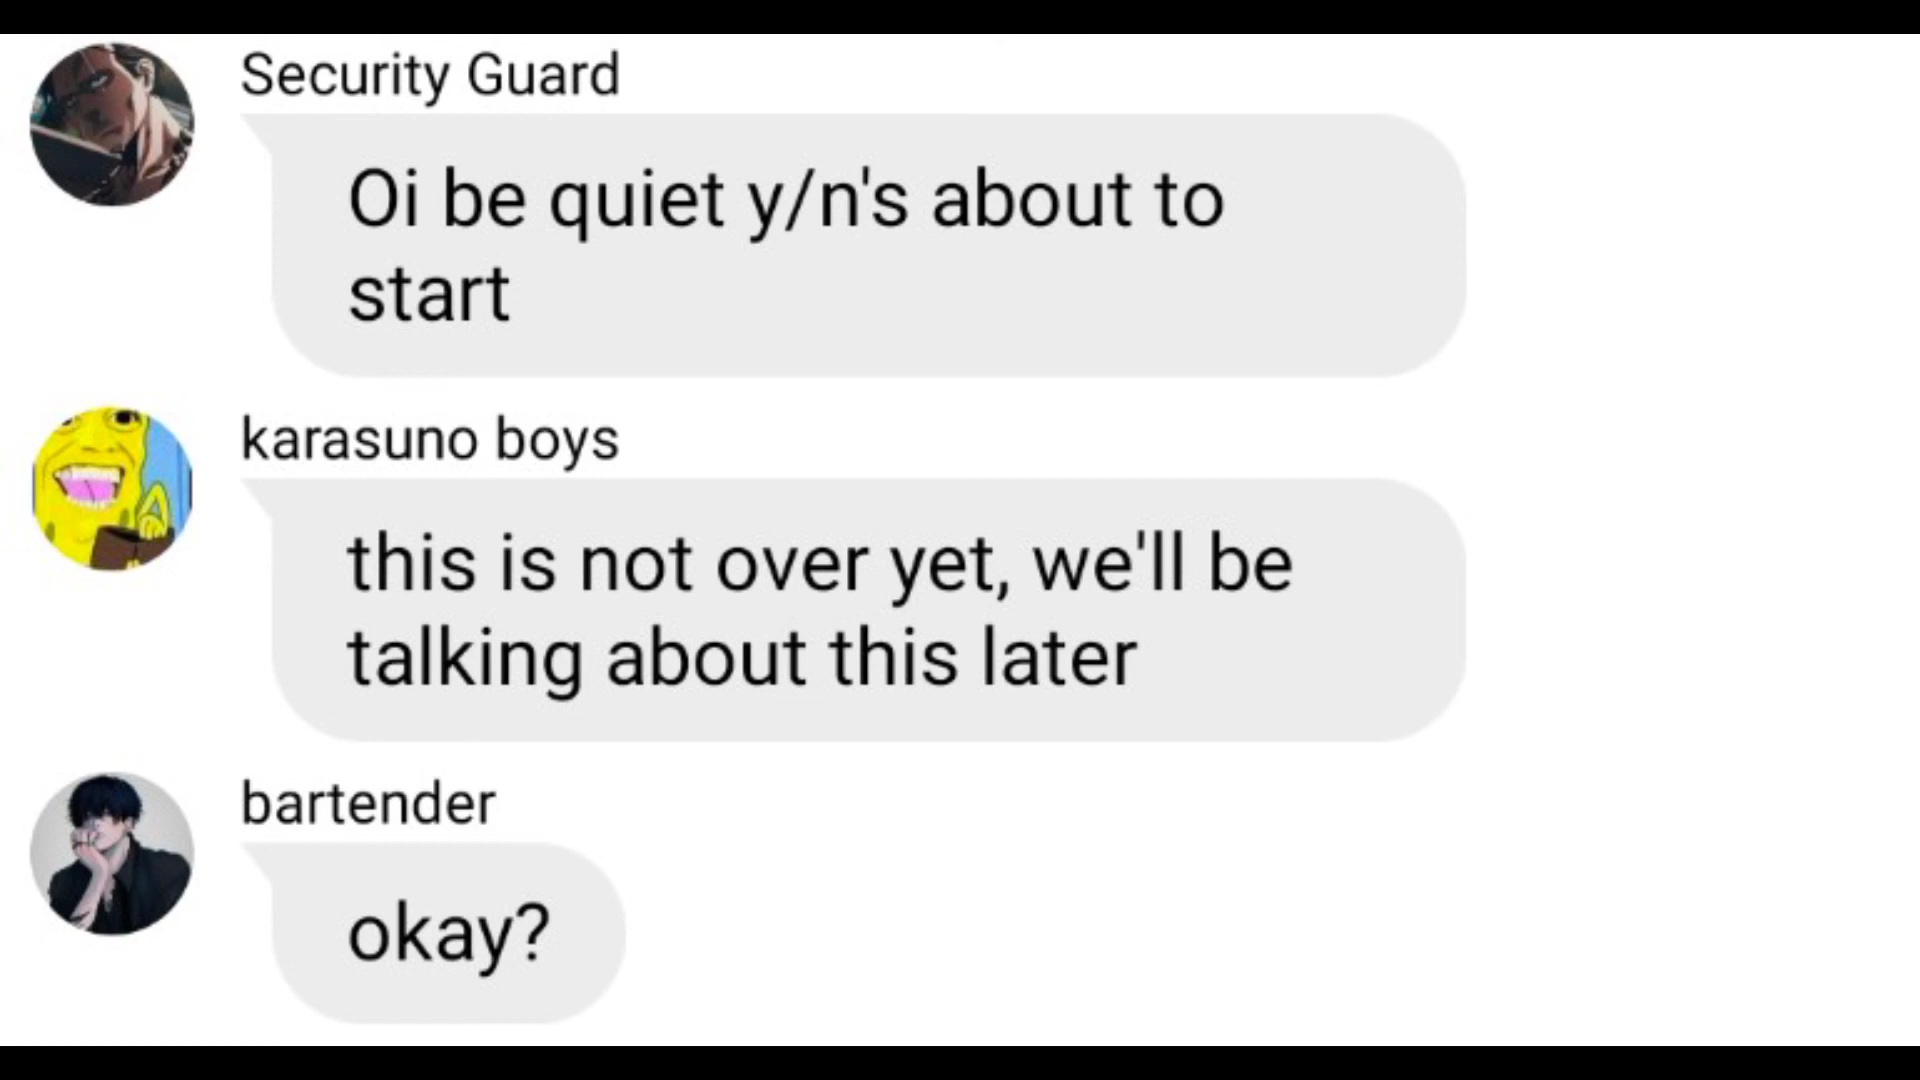 Security Guard
Oi be quiet y/n's about to
start
karasuno boys
this is not over yet, we'll be
talking about this later
bartender
okay?